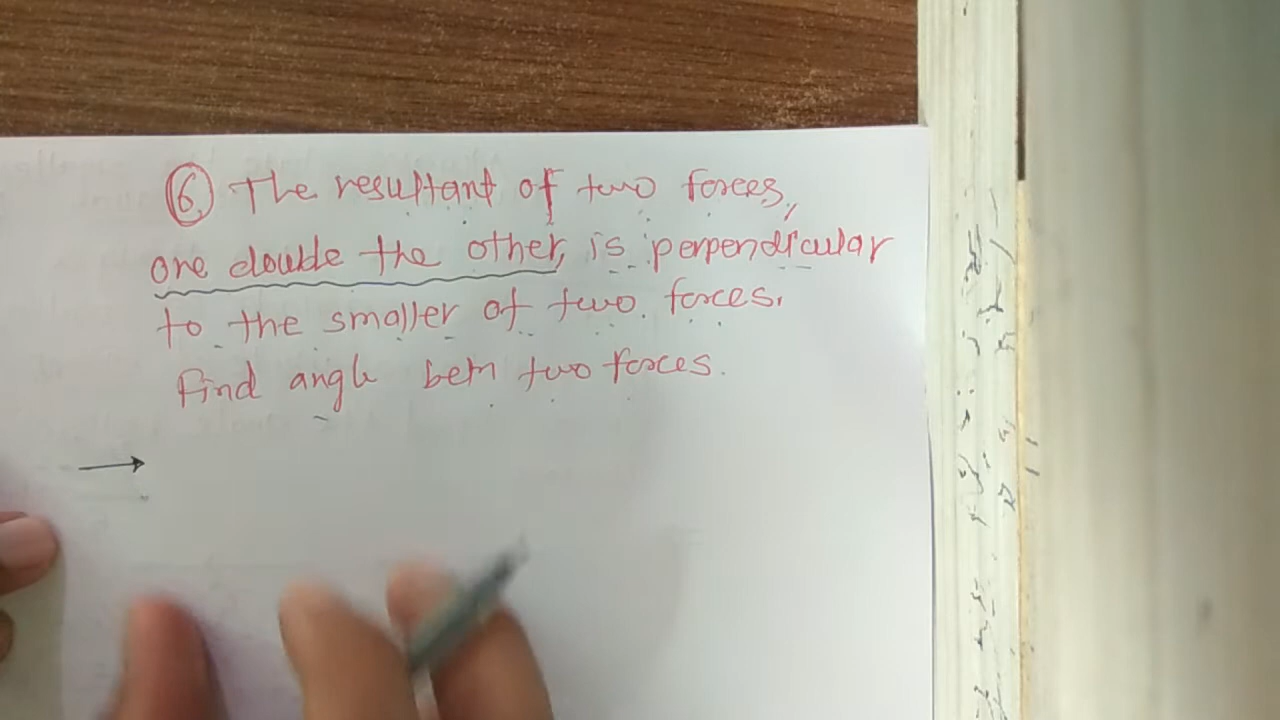 6. The resultant of two forces,
one double the other, is perpendicular
to the smaller of two forces.
Find angle betn two forces.